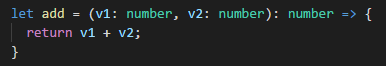 let add = (v1: number, v2: number): number => {
  return v1 + v2;
}